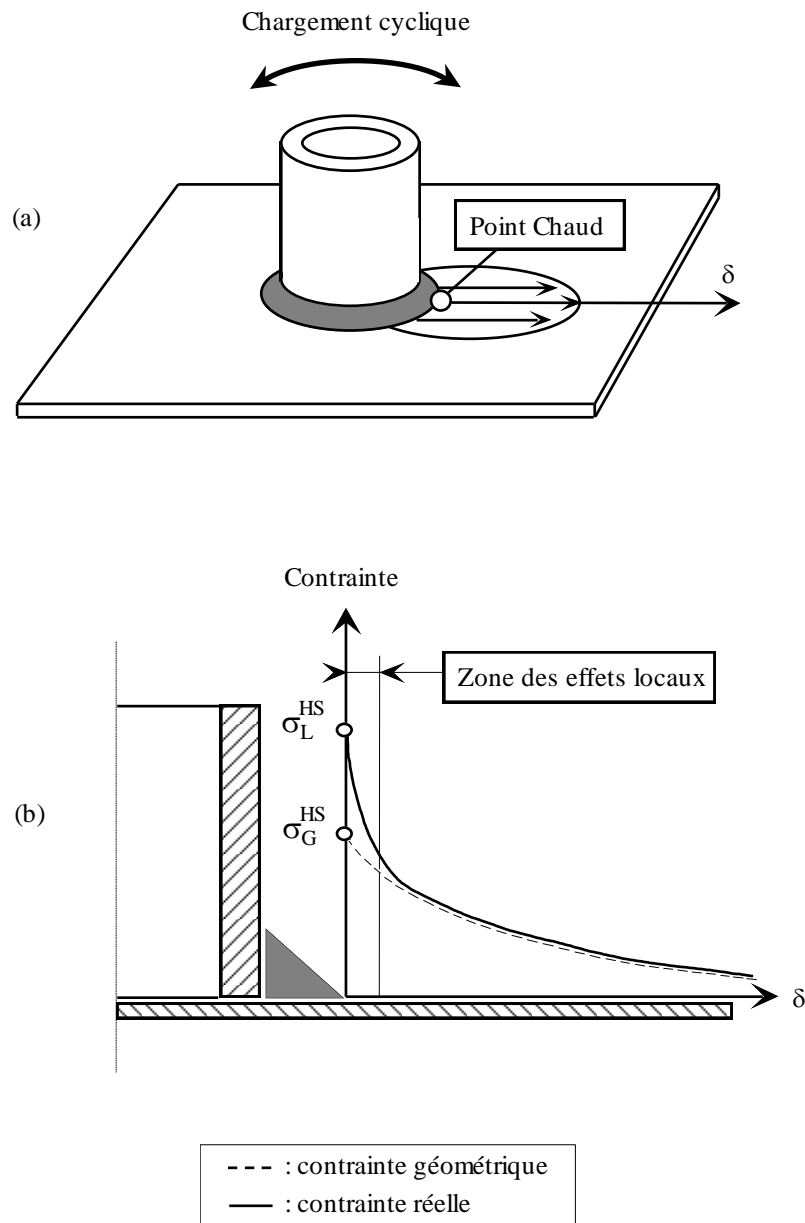 Chargement cyclique
(a)
Point Chaud
δ
Contrainte
Zone des effets locaux
σ_L^HS
σ_G^HS
(b)
δ
: contrainte géométrique
: contrainte réelle